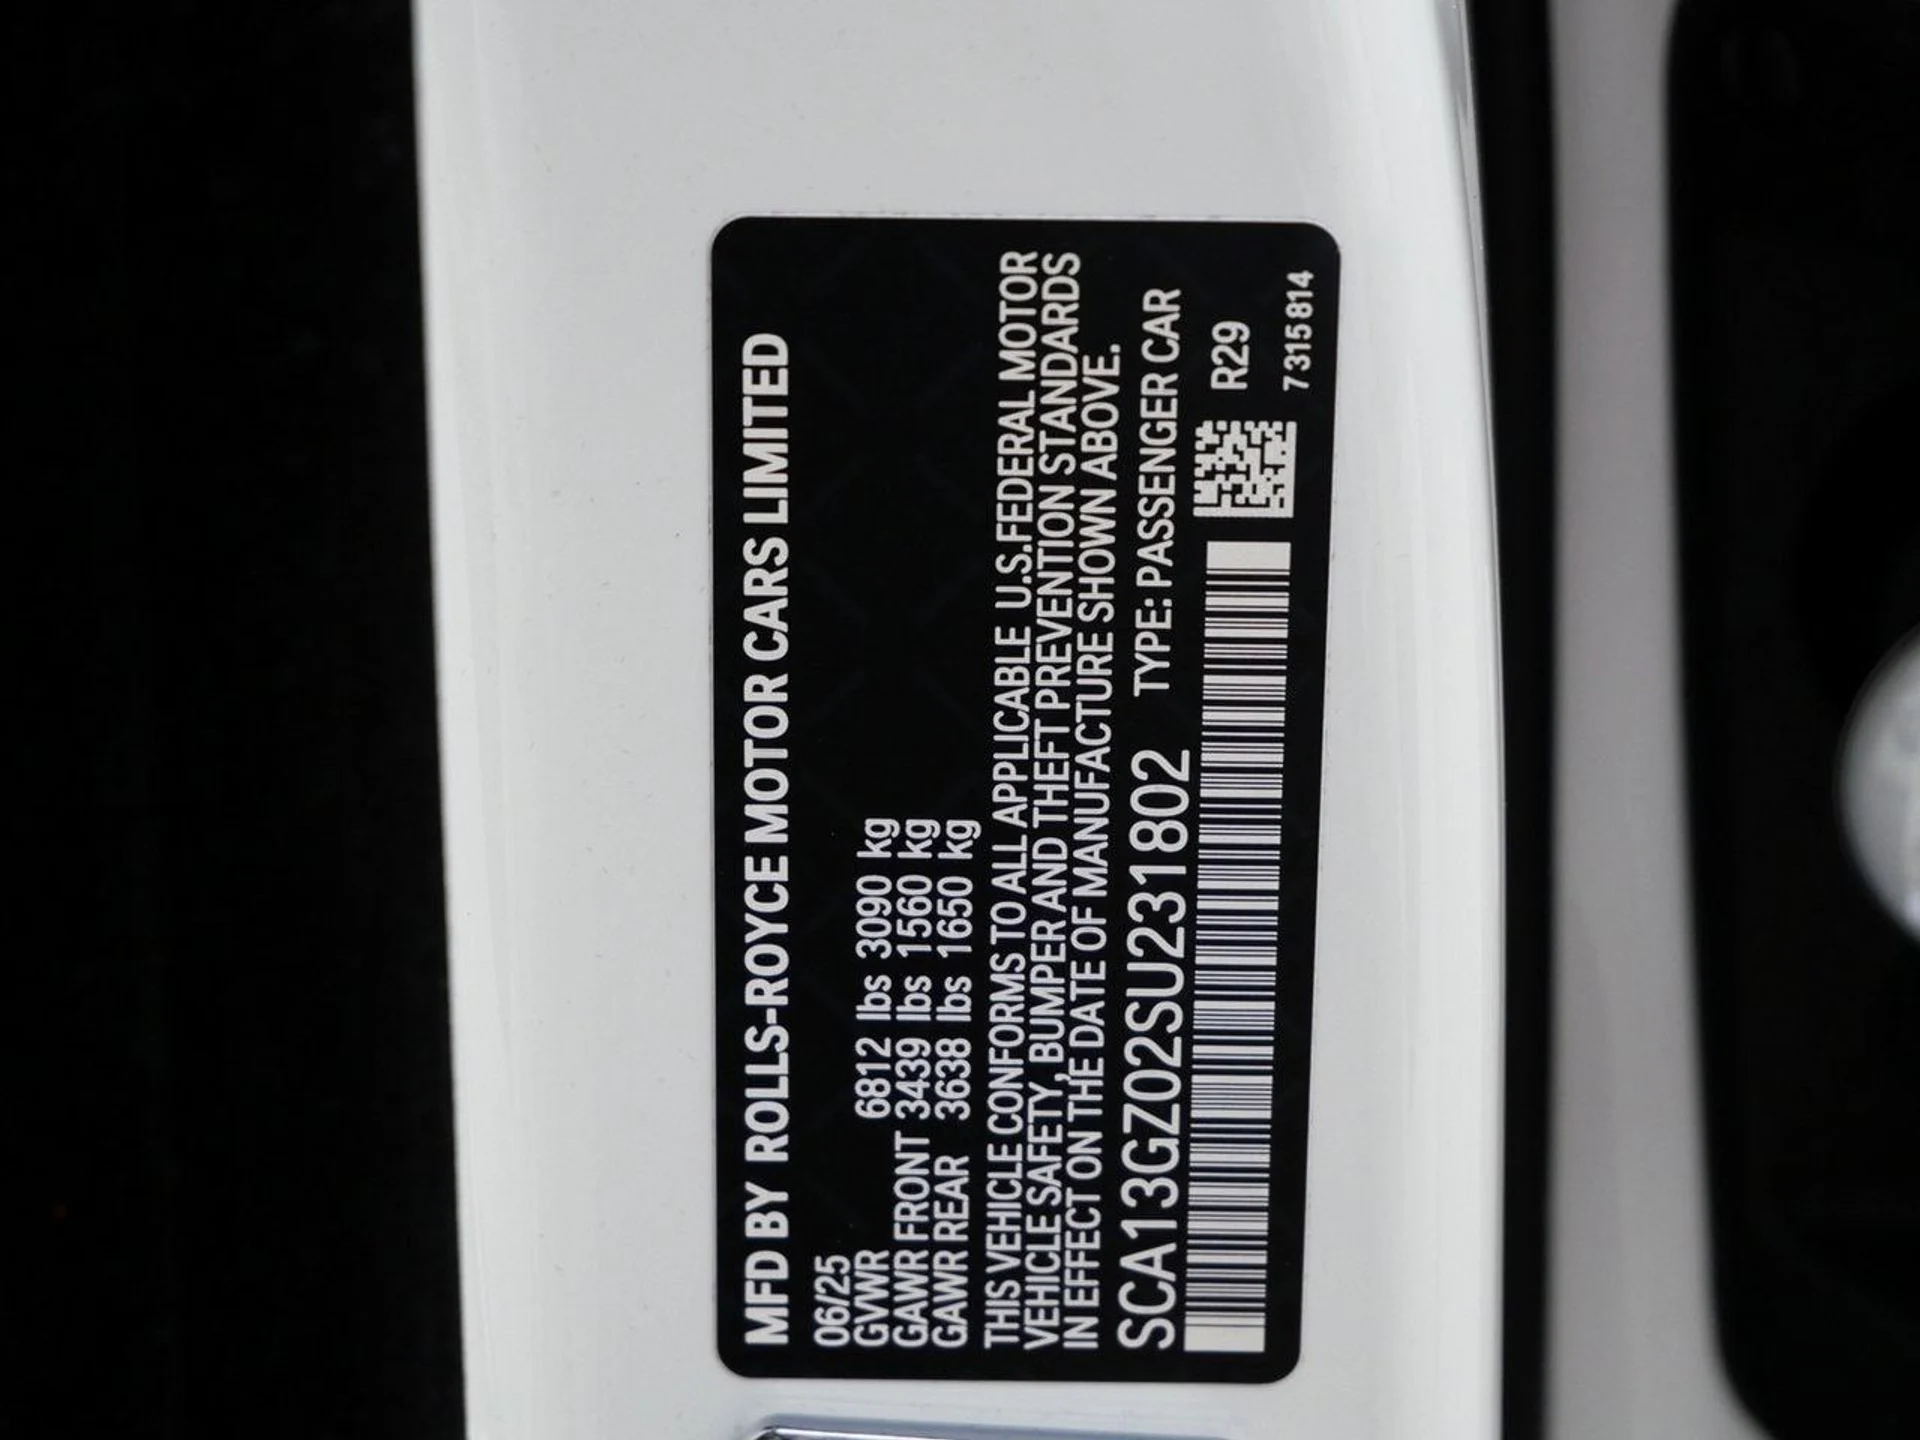 MFD BY ROLLS-ROYCE MOTOR CARS LIMITED
06/25
GVWR 6812 lbs 3090 kg
GAWR FRONT 3439 lbs 1560 kg
GAWR REAR 3638 lbs 1650 kg
THIS VEHICLE CONFORMS TO ALL APPLICABLE U.S.FEDERAL MOTOR
VEHICLE SAFETY, BUMPER AND THEFT PREVENTION STANDARDS
IN EFFECT ON THE DATE OF MANUFACTURE SHOWN ABOVE.
SCA13GZ02SU231802 TYPE: PASSENGER CAR
R29
7315814